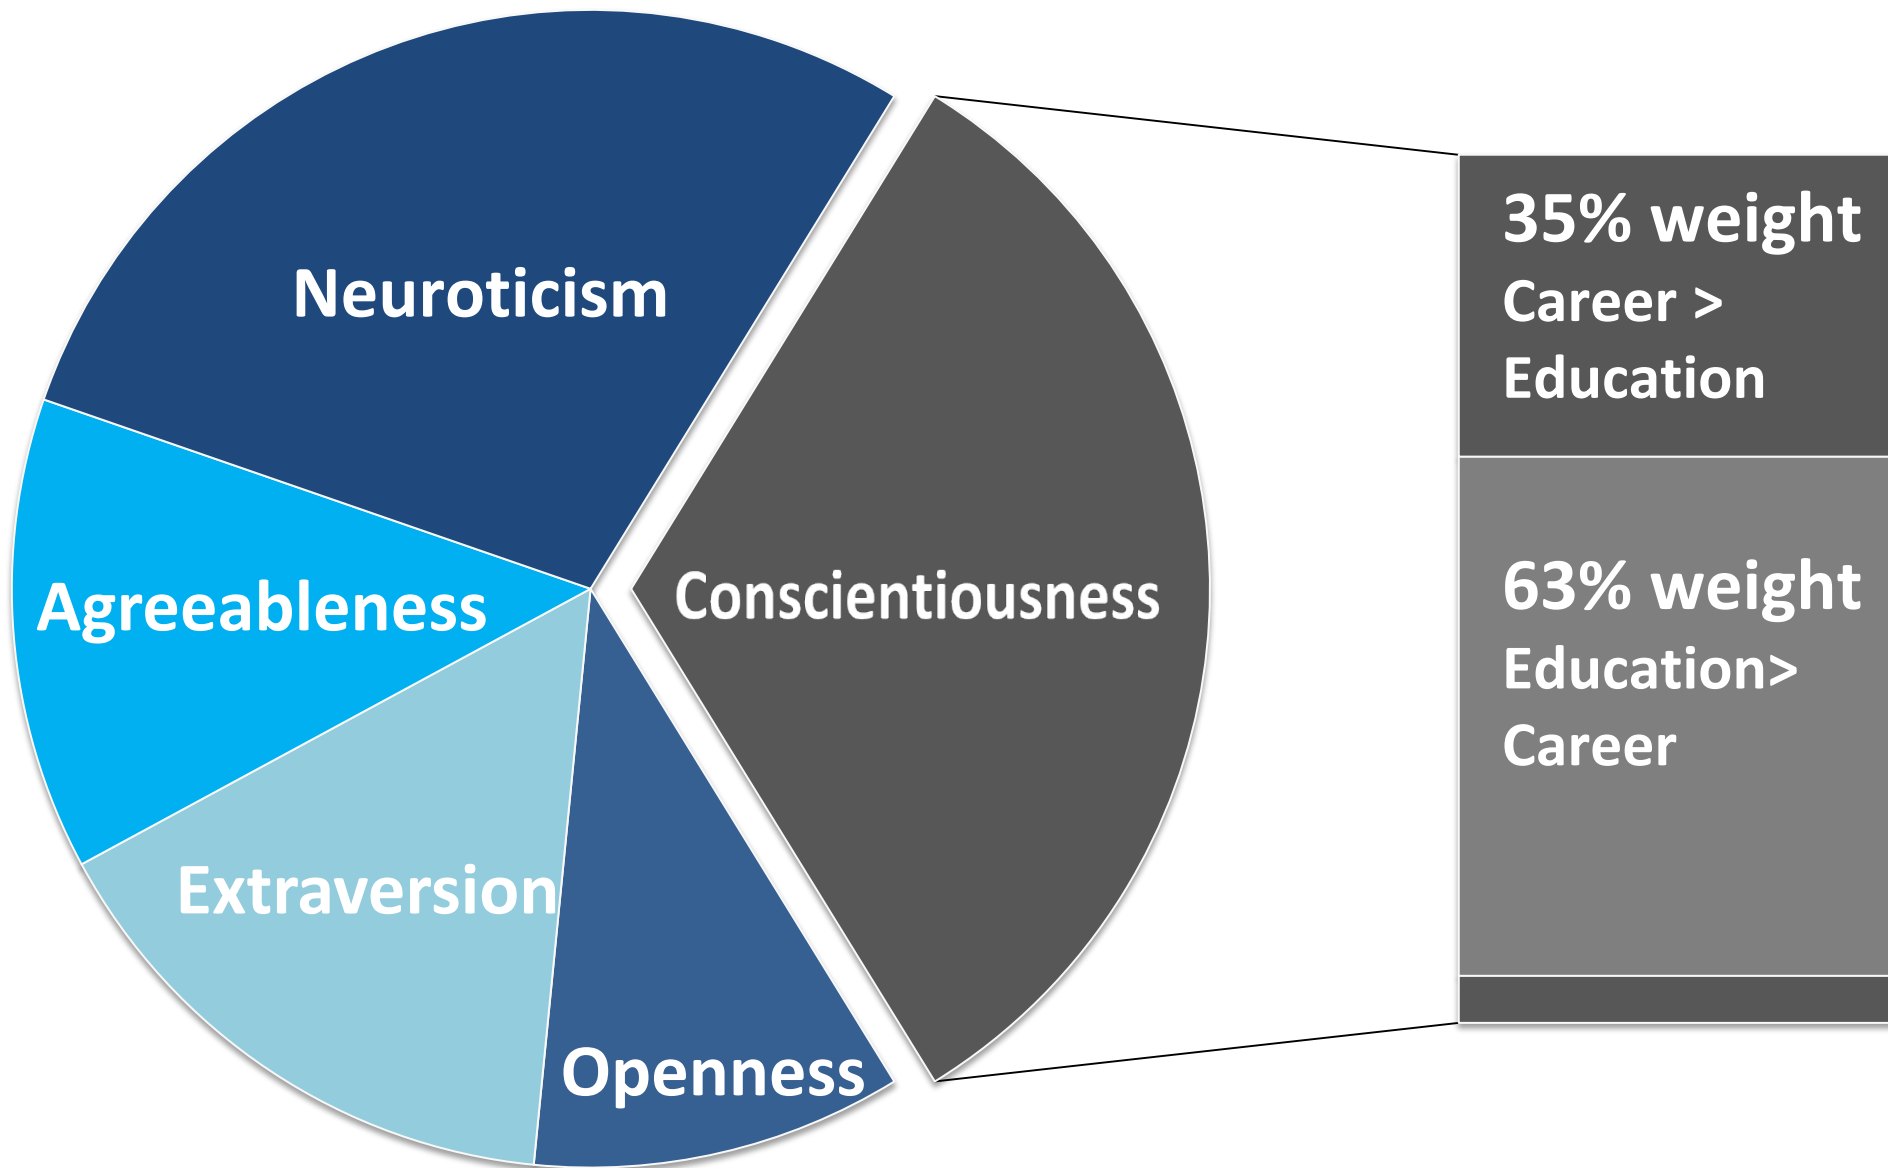 Neuroticism
Agreeableness
Extraversion
Openness
Conscientiousness
35% weight
Career >
Education
63% weight
Education>
Career